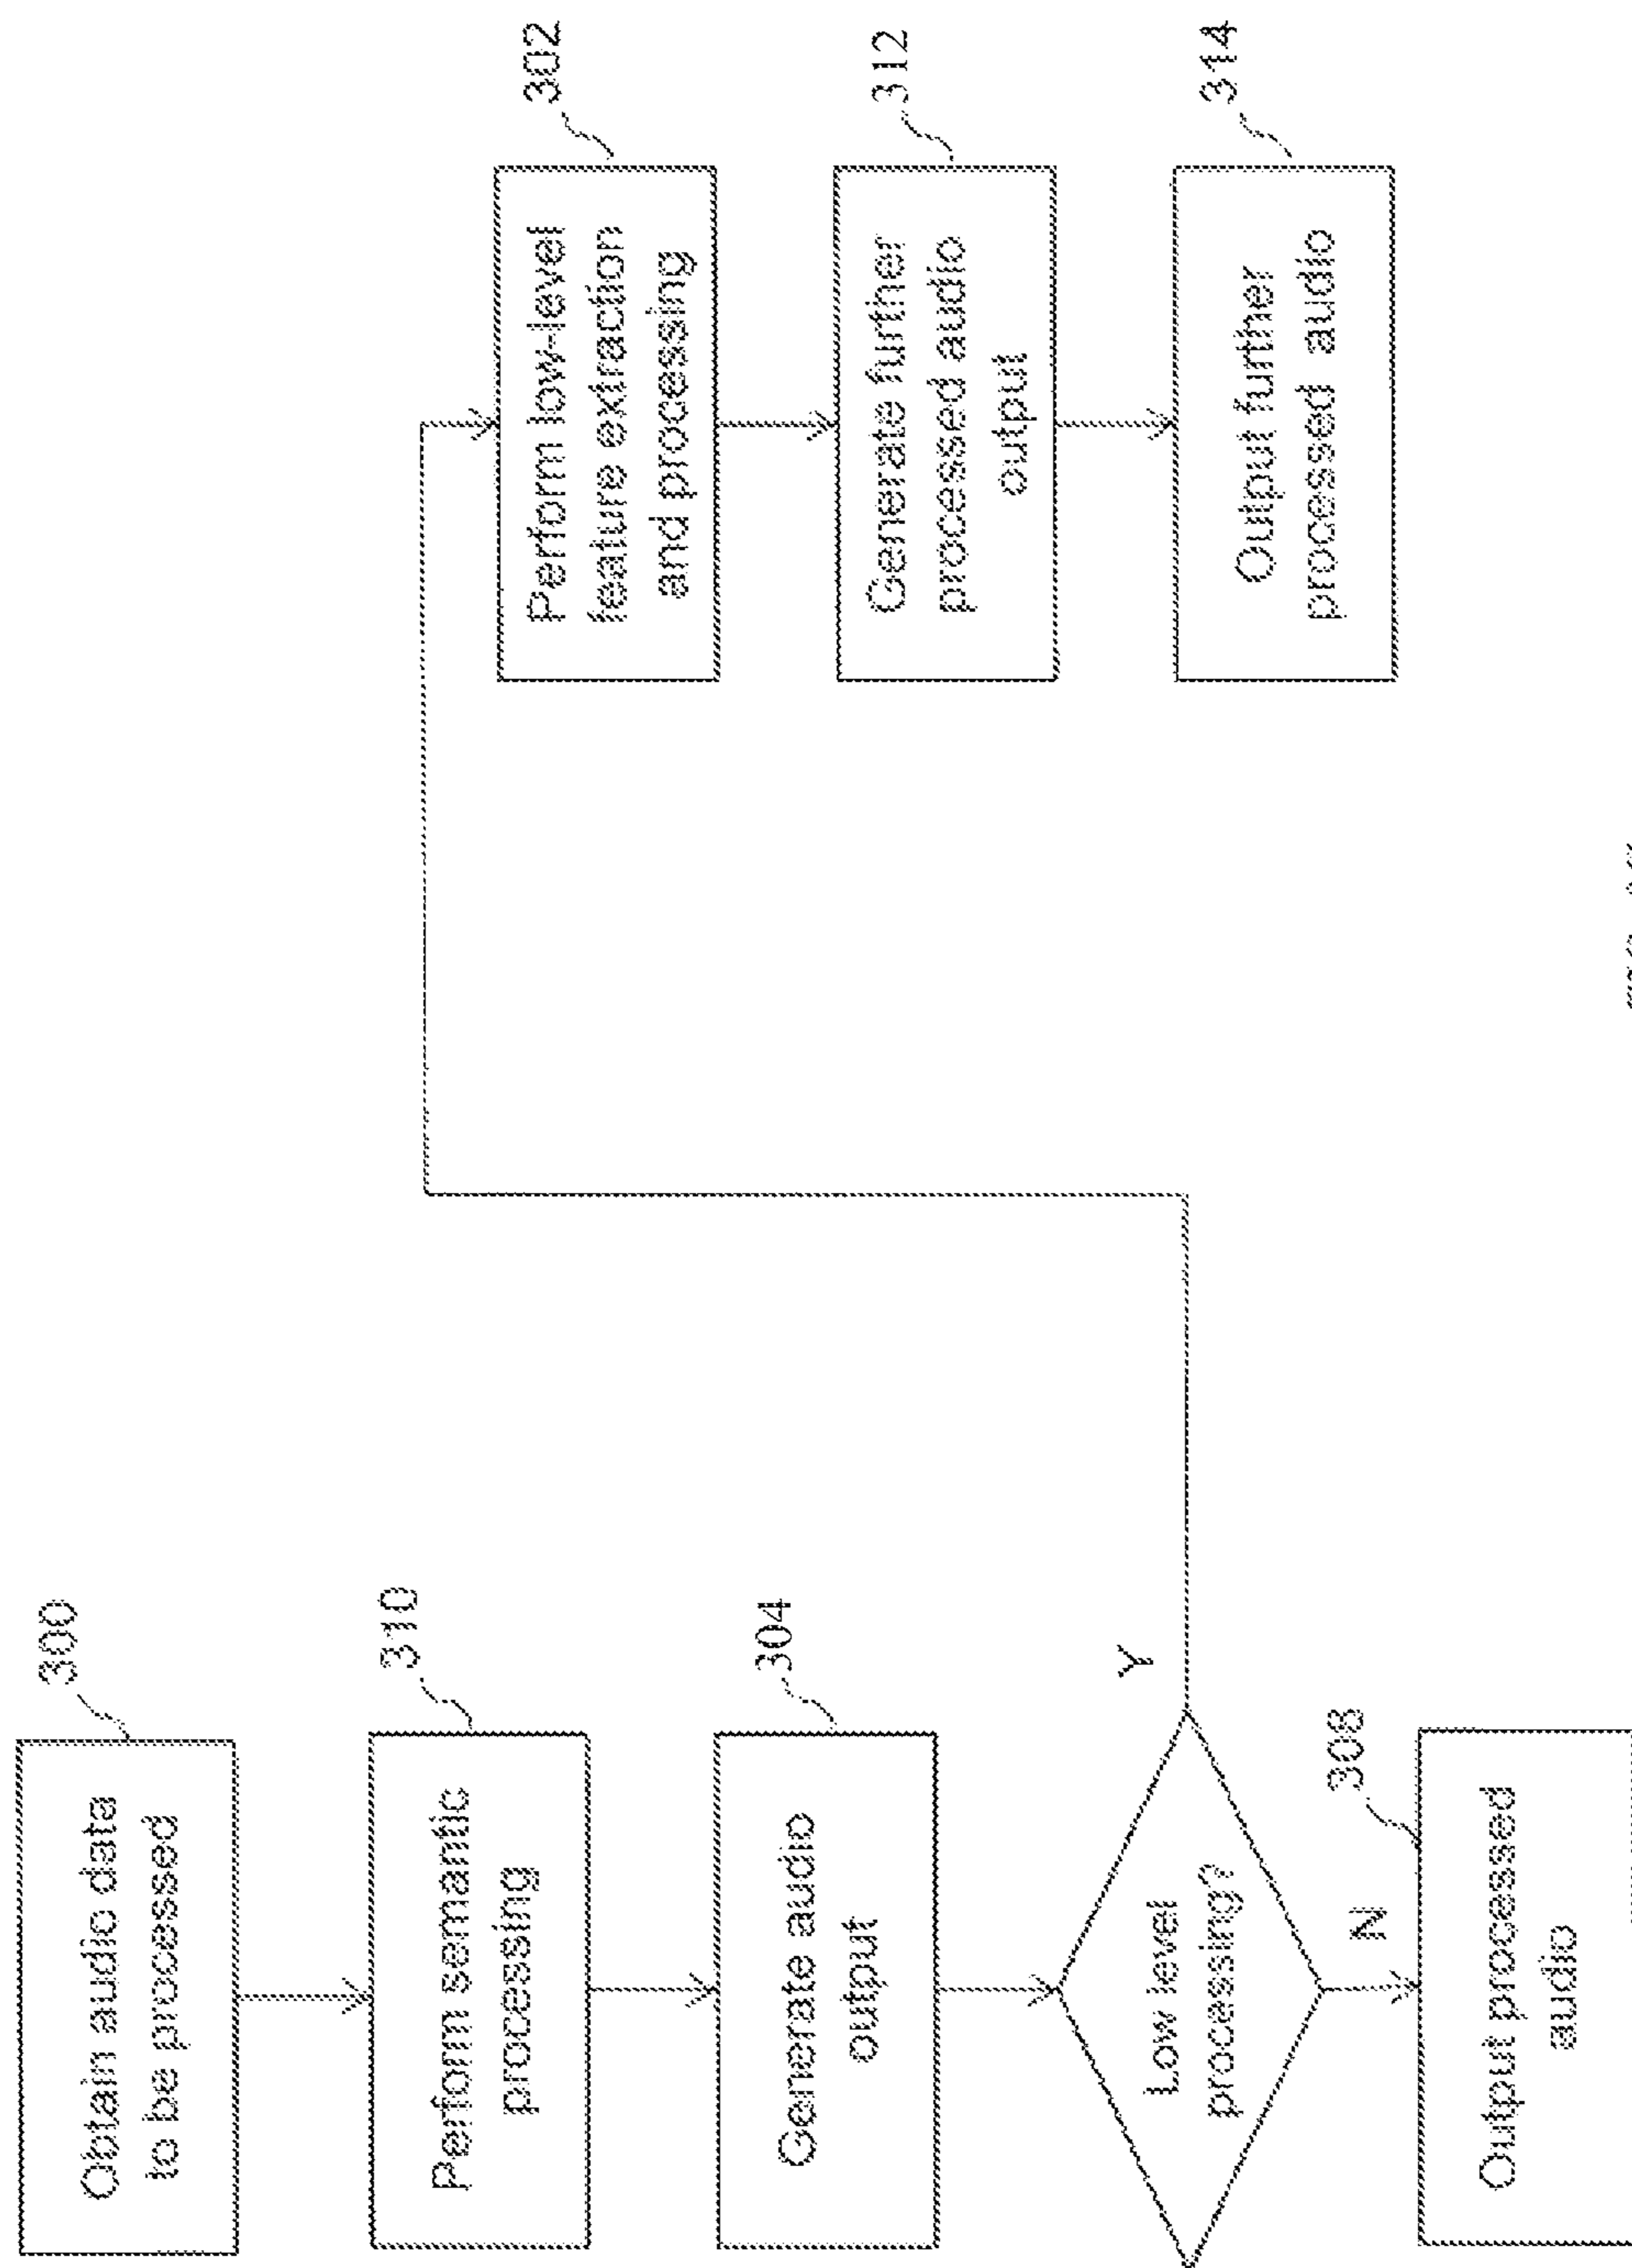 300
Obtain audio data
to be processed
310
Perform semantic
processing
304
Generate audio
output
Low level
processing?
Y
N
308
Output processed
audio
302
Perform low-level
feature extraction
and processing
312
Generate further
processed audio
output
314
Output further
processed audio